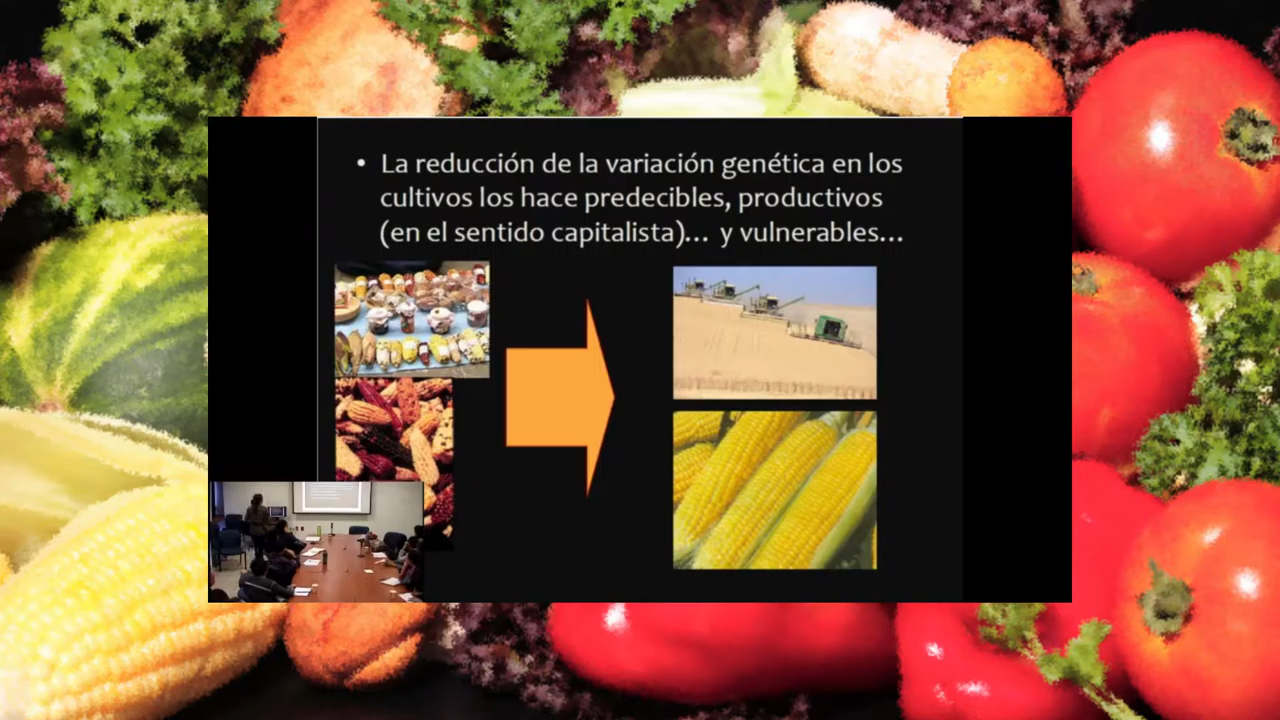 • La reducción de la variación genética en los
cultivos los hace predecibles, productivos
(en el sentido capitalista)... y vulnerables...